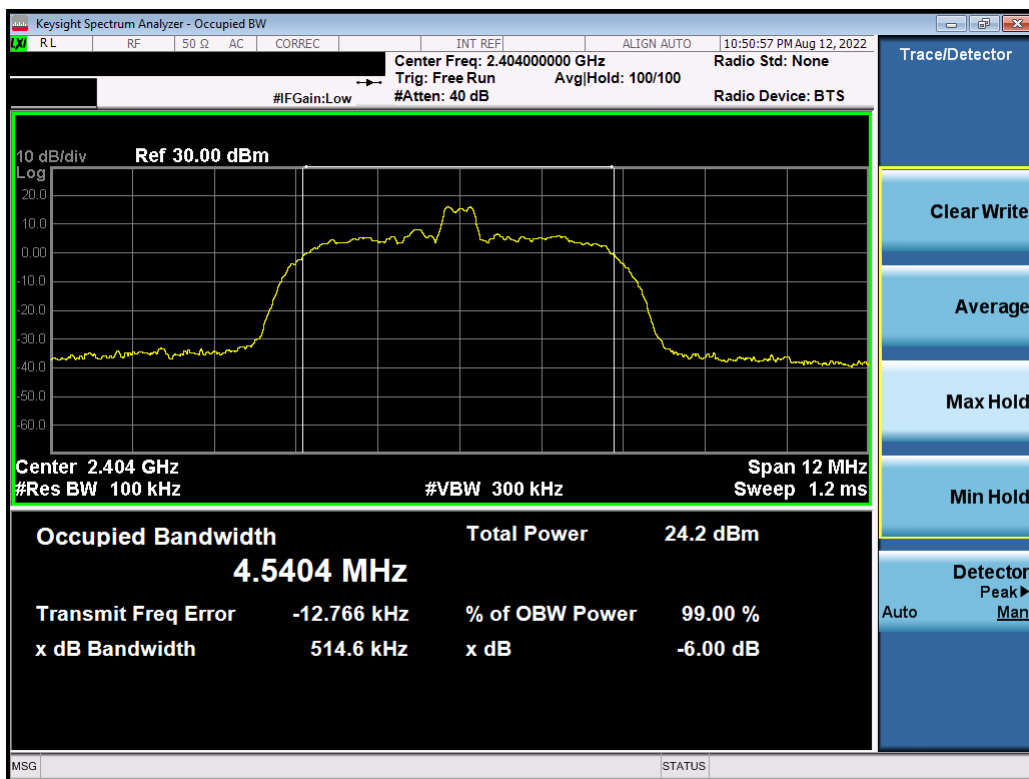 Keysight Spectrum Analyzer - Occupied BW
LXI RL RF 50 Ω AC CORREC INT REF ALIGN AUTO 10:50:57 PM Aug 12, 2022
Center Freq: 2.404000000 GHz Radio Std: None
Trig: Free Run Avg|Hold: 100/100
#IFGain:Low #Atten: 40 dB Radio Device: BTS
10 dB/div Ref 30.00 dBm
Log
20.0
10.0
0.00
-10.0
-20.0
-30.0
-40.0
-50.0
-60.0
Center 2.404 GHz Span 12 MHz
#Res BW 100 kHz #VBW 300 kHz Sweep 1.2 ms
Occupied Bandwidth Total Power 24.2 dBm
4.5404 MHz
Transmit Freq Error -12.766 kHz % of OBW Power 99.00 %
x dB Bandwidth 514.6 kHz x dB -6.00 dB
Trace/Detector
Clear Write
Average
Max Hold
Min Hold
Detector
Peak▶
Auto Man
MSG STATUS